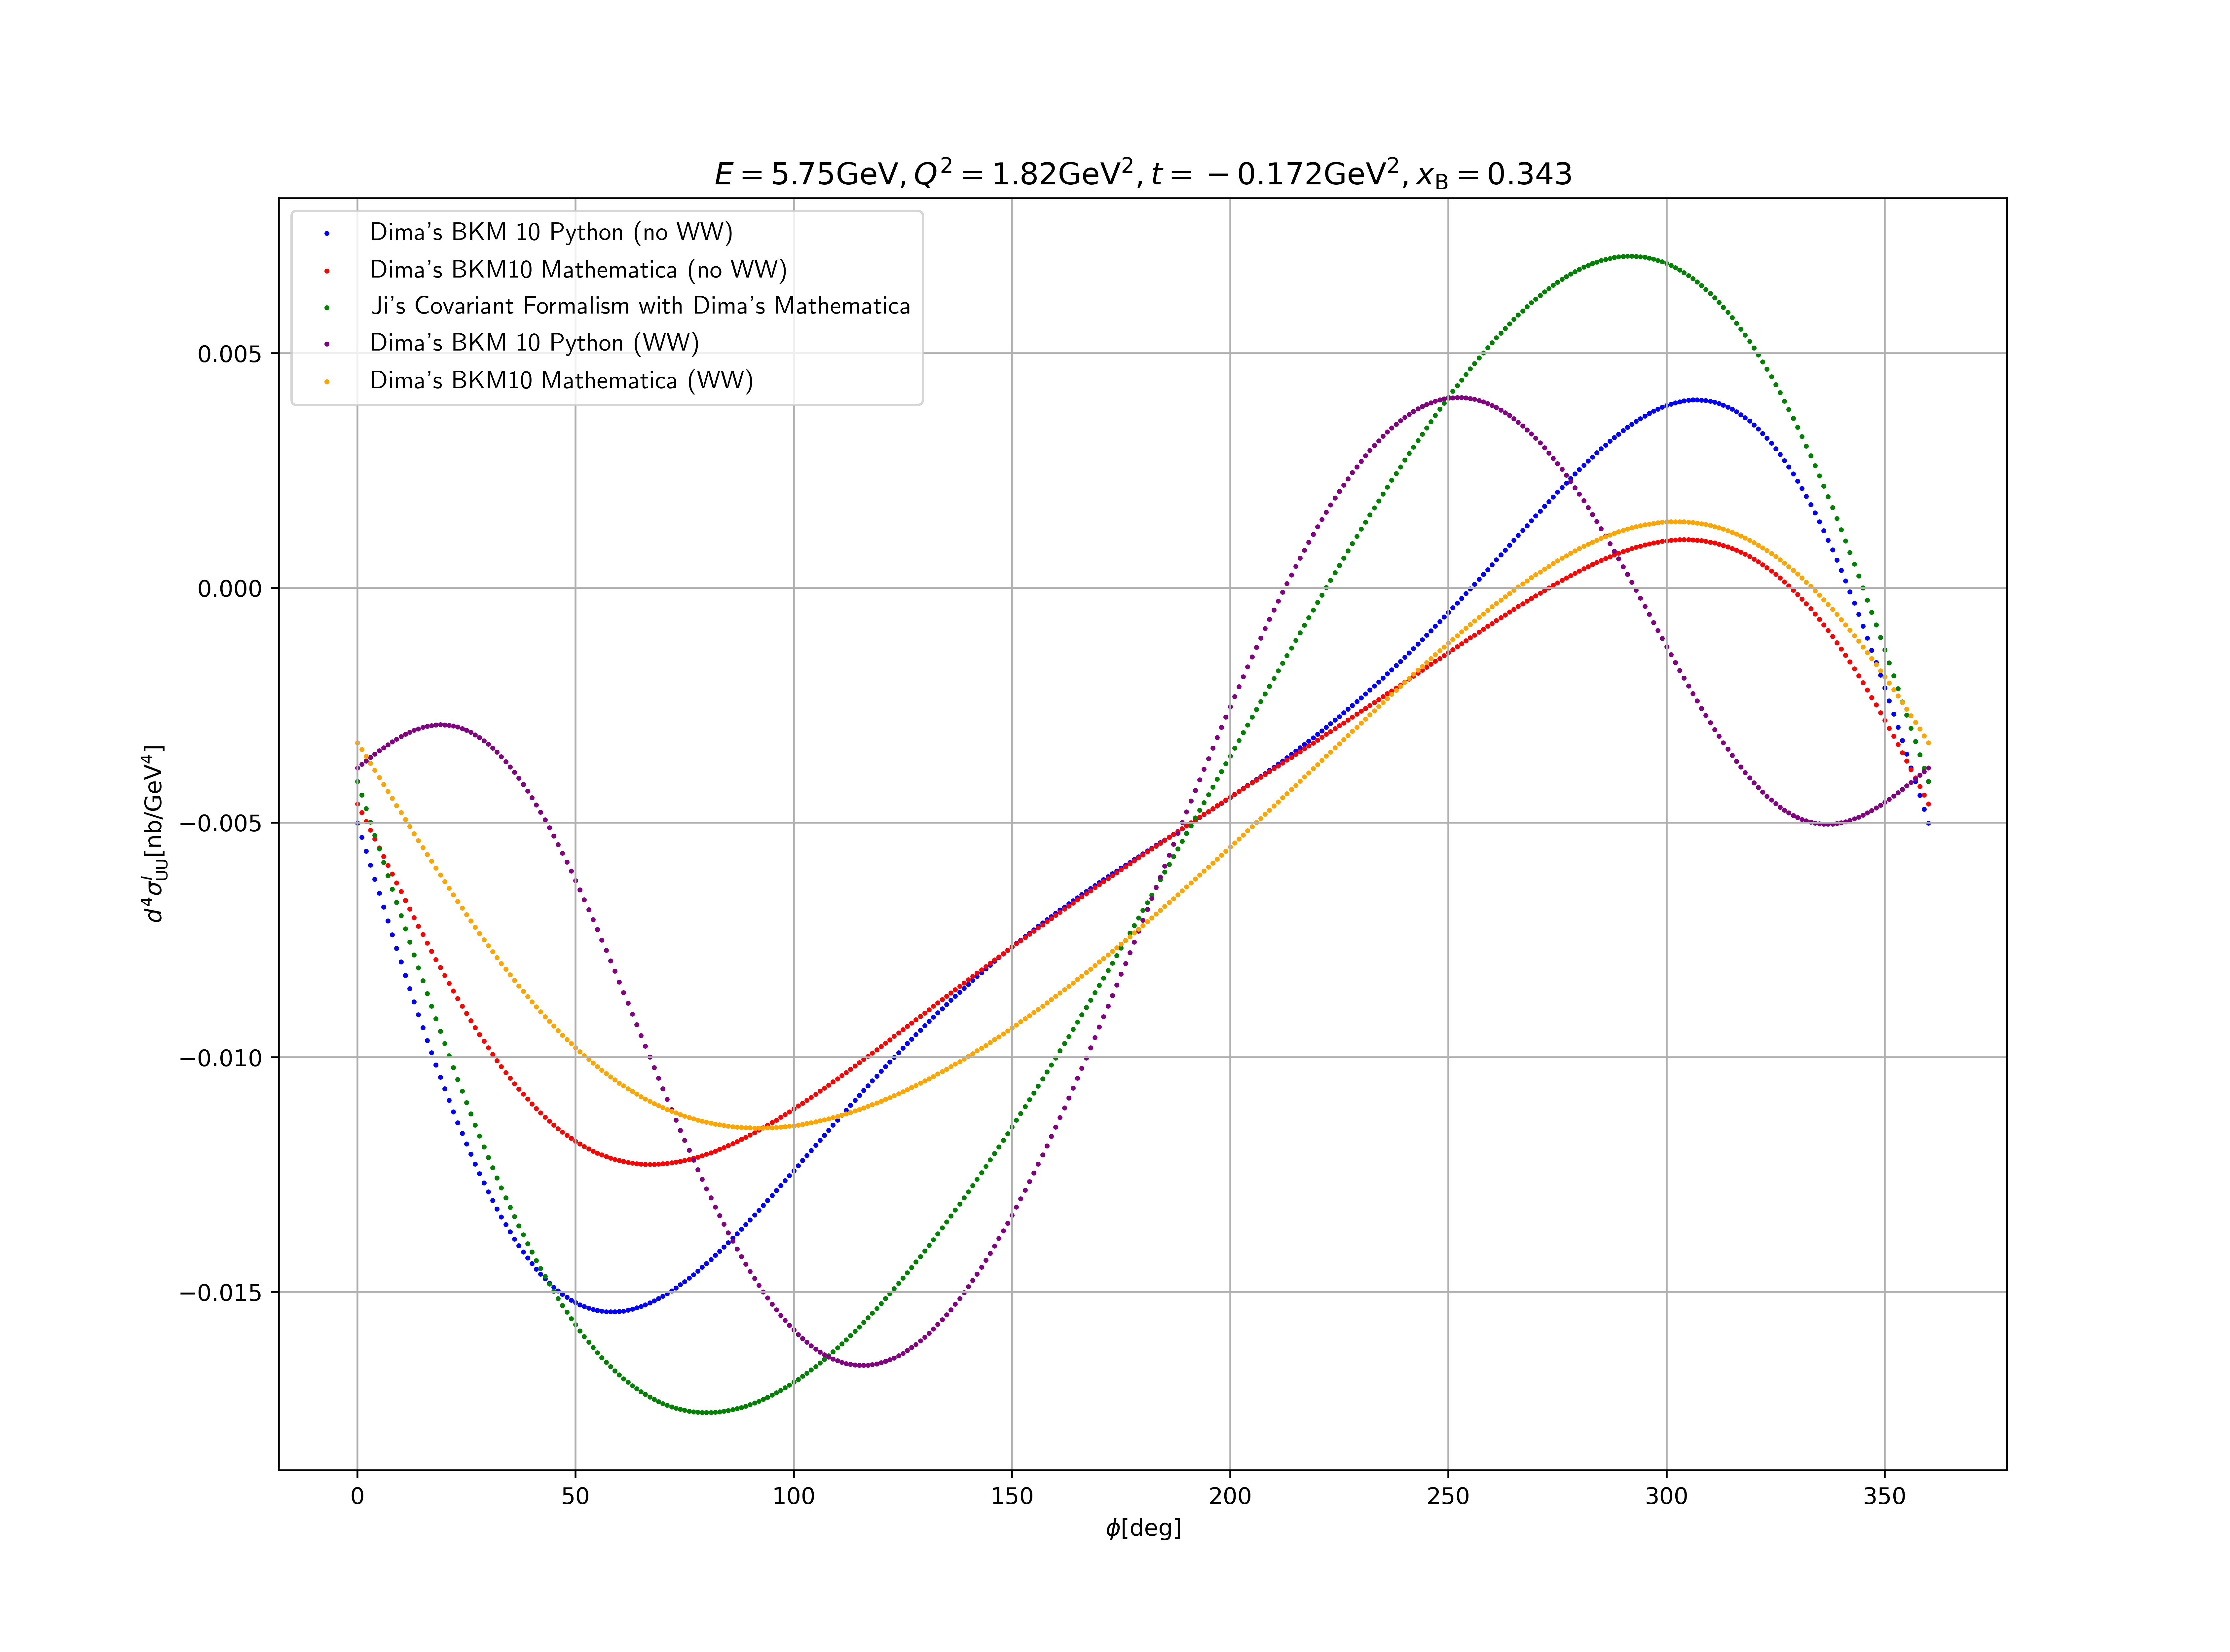 E = 5.75GeV, Q² = 1.82GeV², t = −0.172GeV², x_B = 0.343
Dima's BKM 10 Python (no WW)
Dima's BKM10 Mathematica (no WW)
Ji's Covariant Formalism with Dima's Mathematica
Dima's BKM 10 Python (WW)
Dima's BKM10 Mathematica (WW)
0.005
0.000
−0.005
−0.010
−0.015
d⁴σ^I_UU [nb/GeV⁴]
0 50 100 150 200 250 300 350
ϕ[deg]